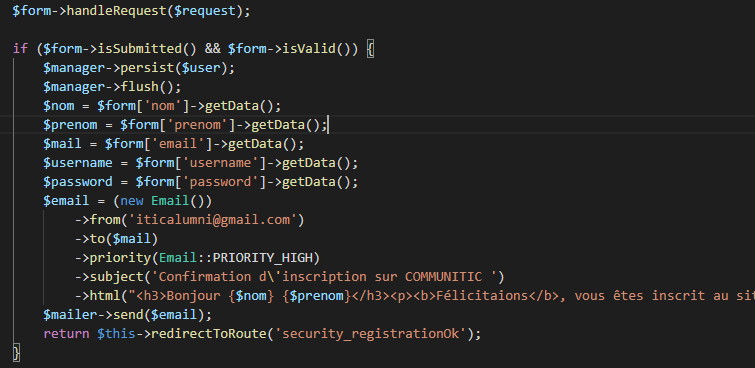 $form->handleRequest($request);
if ($form->isSubmitted() && $form->isValid()) {
$manager->persist($user);
$manager->flush();
$nom = $form['nom']->getData();
$prenom = $form['prenom']->getData();
$mail = $form['email']->getData();
$username = $form['username']->getData();
$password = $form['password']->getData();
$email = (new Email())
->from('iticalumni@gmail.com')
->to($mail)
->priority(Email::PRIORITY_HIGH)
->subject('Confirmation d\'inscription sur COMMUNITIC ')
->html("<h3>Bonjour {$nom} {$prenom}</h3><p><b>Félicitaions</b>, vous êtes inscrit au sit
$mailer->send($email);
return $this->redirectToRoute('security_registrationOk');
}